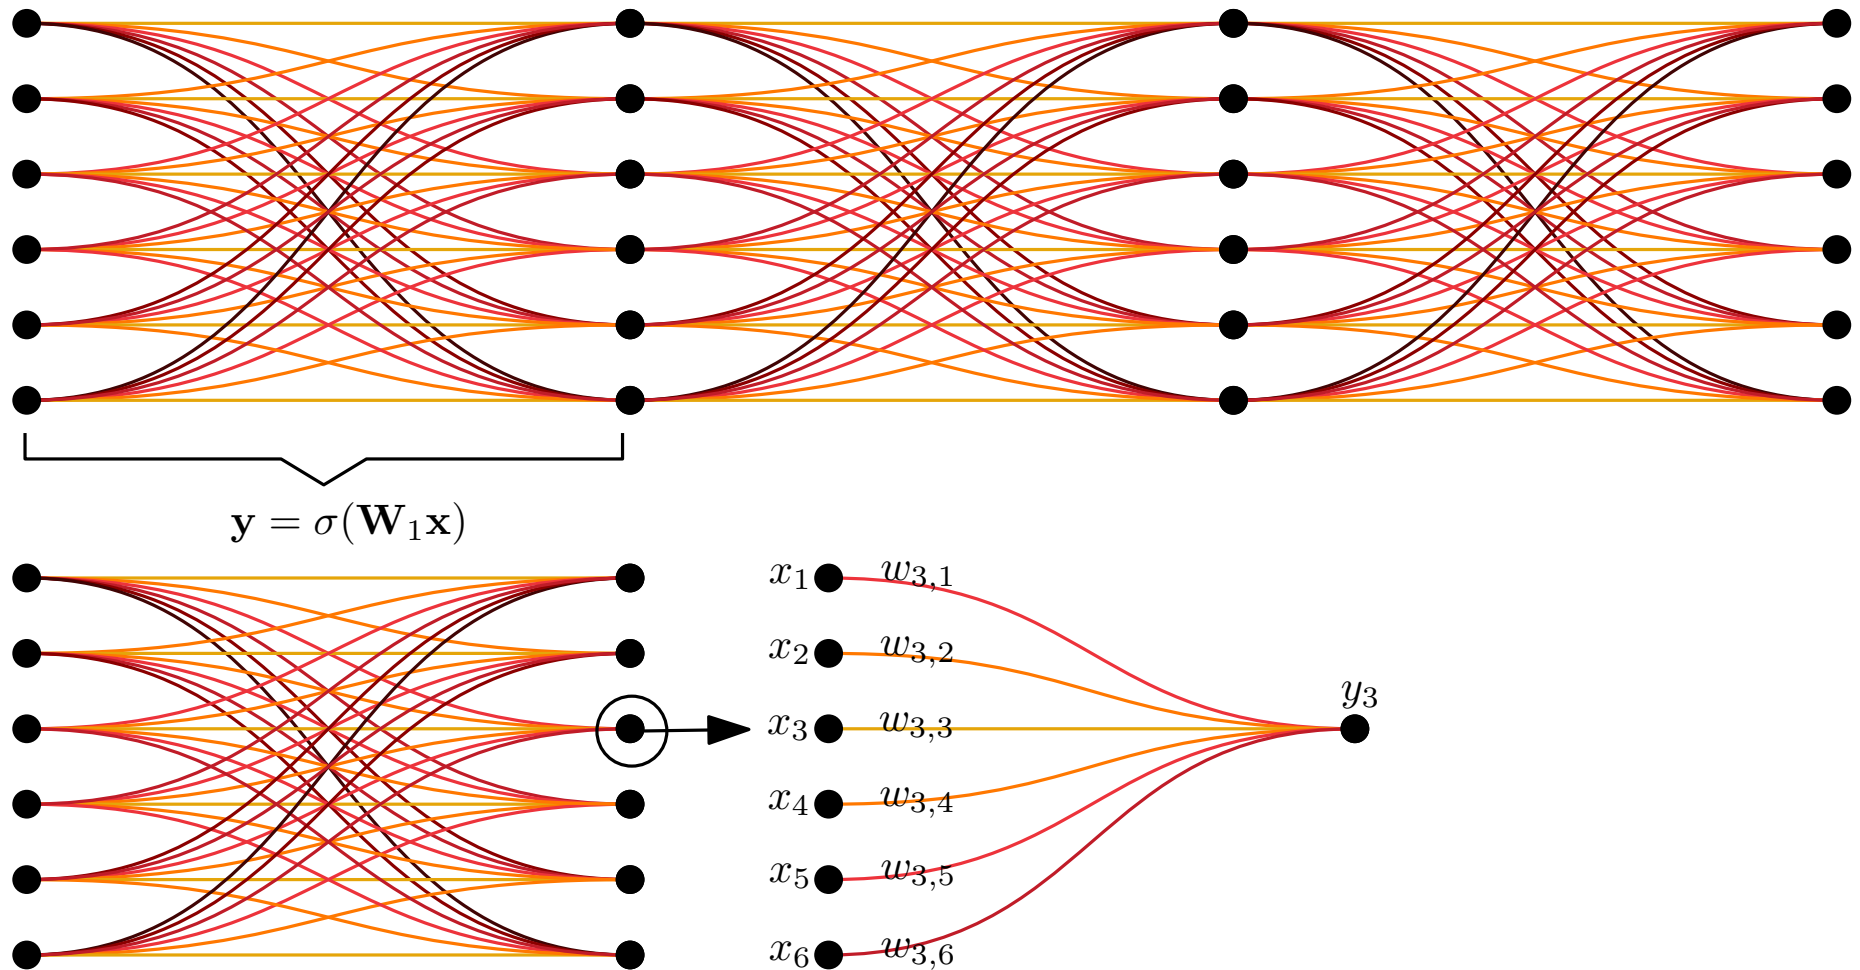 y = σ(W₁x)
x₁ w₃,₁
x₂ w₃,₂
y₃
x₃ w₃,₃
x₄ w₃,₄
x₅ w₃,₅
x₆ w₃,₆